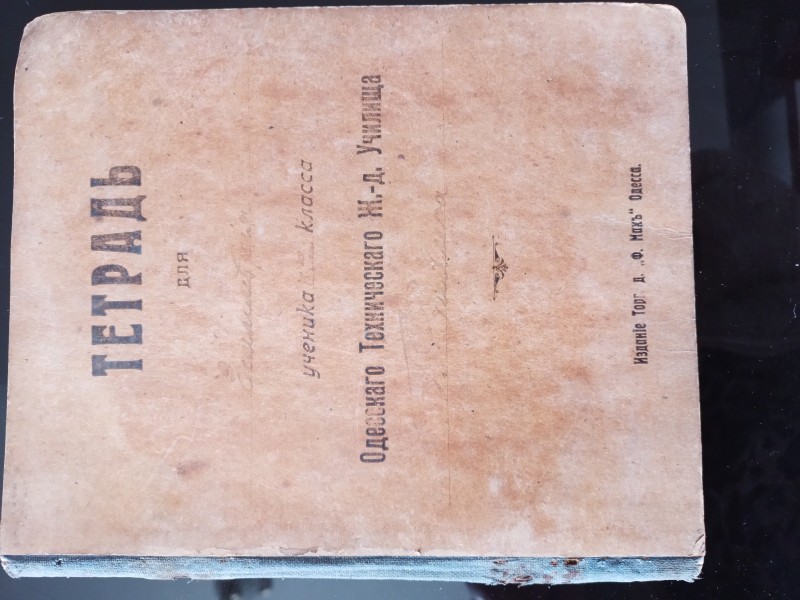 ТЕТРАДЬ
для
ученика класса
Одесскаго Техническаго Ж.-д. Училища
Изданіе Торг. д. „Ф. Махъ" Одесса.